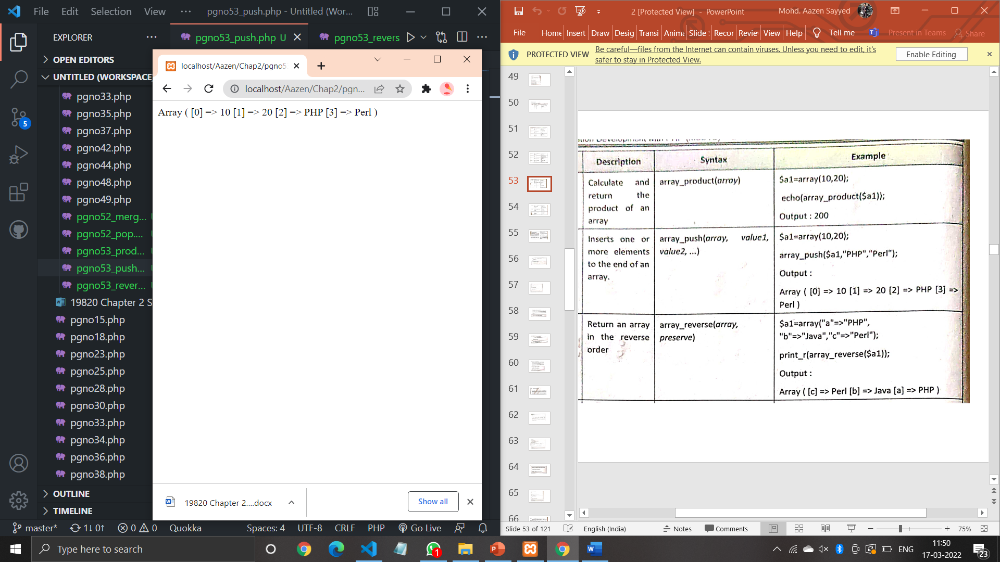 File Edit Selection View ··· pgno53_push.php - Untitled (Wor...
EXPLORER ···
pgno53_push.php U
pgno53_revers
OPEN EDITORS
UNTITLED (WORKSPACE)
pgno33.php
pgno35.php
pgno37.php
pgno42.php
pgno44.php
pgno48.php
pgno49.php
pgno52_merg...
pgno52_pop....
pgno53_prod...
pgno53_push...
pgno53_rever...
19820 Chapter 2 S
pgno15.php
pgno18.php
pgno23.php
pgno25.php
pgno28.php
pgno30.php
pgno33.php
pgno34.php
pgno36.php
pgno38.php
OUTLINE
TIMELINE
5
master* 1↓ 0↑ 0 0 Quokka Spaces: 4 UTF-8 CRLF PHP Go Live
localhost/Aazen/Chap2/pgno5
localhost/Aazen/Chap2/pgn...
Array ( [0] => 10 [1] => 20 [2] => PHP [3] => Perl )
19820 Chapter 2....docx
Show all
2 [Protected View] - PowerPoint Mohd. Aazen Sayyed
File Home Insert Draw Desig Transi Anima Slide Recor Review View Help Tell me Present in Teams Share
PROTECTED VIEW Be careful—files from the Internet can contain viruses. Unless you need to edit, it's
safer to stay in Protected View.
Enable Editing
49
50
51
52
53
54
55
56
57
58
59
60
61
62
63
64
65
66
Description Syntax Example
Calculate and
return the
product of an
array
array_product(array)
$a1=array(10,20);
echo(array_product($a1));
Output : 200
Inserts one or
more elements
to the end of an
array.
array_push(array, value1,
value2, ...)
$a1=array(10,20);
array_push($a1,"PHP","Perl");
Output :
Array ( [0] => 10 [1] => 20 [2] => PHP [3] =>
Perl )
Return an array
in the reverse
order
array_reverse(array,
preserve)
$a1=array("a"=>"PHP",
"b"=>"Java","c"=>"Perl");
print_r(array_reverse($a1));
Output :
Array ( [c] => Perl [b] => Java [a] => PHP )
Slide 53 of 121 English (India) Notes Comments 75%
Type here to search
1
ENG
11:50
17-03-2022
23